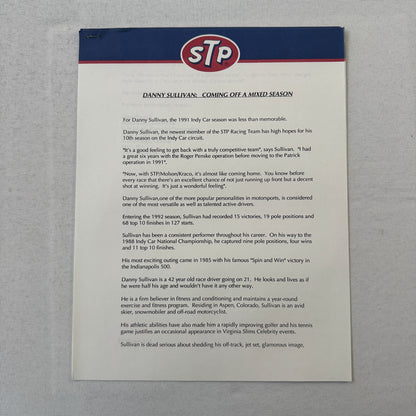 STP
DANNY SULLIVAN: COMING OFF A MIXED SEASON
For Danny Sullivan, the 1991 Indy Car season was less than memorable.
Danny Sullivan, the newest member of the STP Racing Team has high hopes for his
10th season on the Indy Car circuit.
"It's a good feeling to get back with a truly competitive team", says Sullivan. "I had
a great six years with the Roger Penske operation before moving to the Patrick
operation in 1991".
"Now, with STP/Molson/Kraco, it's almost like coming home. You know before
every race that there's an excellent chance of not just running up front but a decent
shot at winning. It's just a wonderful feeling".
Danny Sullivan,one of the more popular personalities in motorsports, is considered
one of the most versatile as well as talented active drivers.
Entering the 1992 season, Sullivan had recorded 15 victories, 19 pole positions and
68 top 10 finishes in 127 starts.
Sullivan has been a consistent performer throughout his career. On his way to the
1988 Indy Car National Championship, he captured nine pole positions, four wins
and 11 top 10 finishes.
His most exciting outing came in 1985 with his famous "Spin and Win" victory in
the Indianapolis 500.
Danny Sullivan is a 42 year old race driver going on 21. He looks and lives as if
he were half his age and wouldn't have it any other way.
He is a firm believer in fitness and conditioning and maintains a year-round
exercise and fitness program. Residing in Aspen, Colorado, Sullivan is an avid
skier, snowmobiler and off-road motorcyclist.
His athletic abilities have also made him a rapidly improving golfer and his tennis
game justifies an occasional appearance in Virginia Slims Celebrity events.
Sullivan is dead serious about shedding his off-track, jet set, glamorous image,